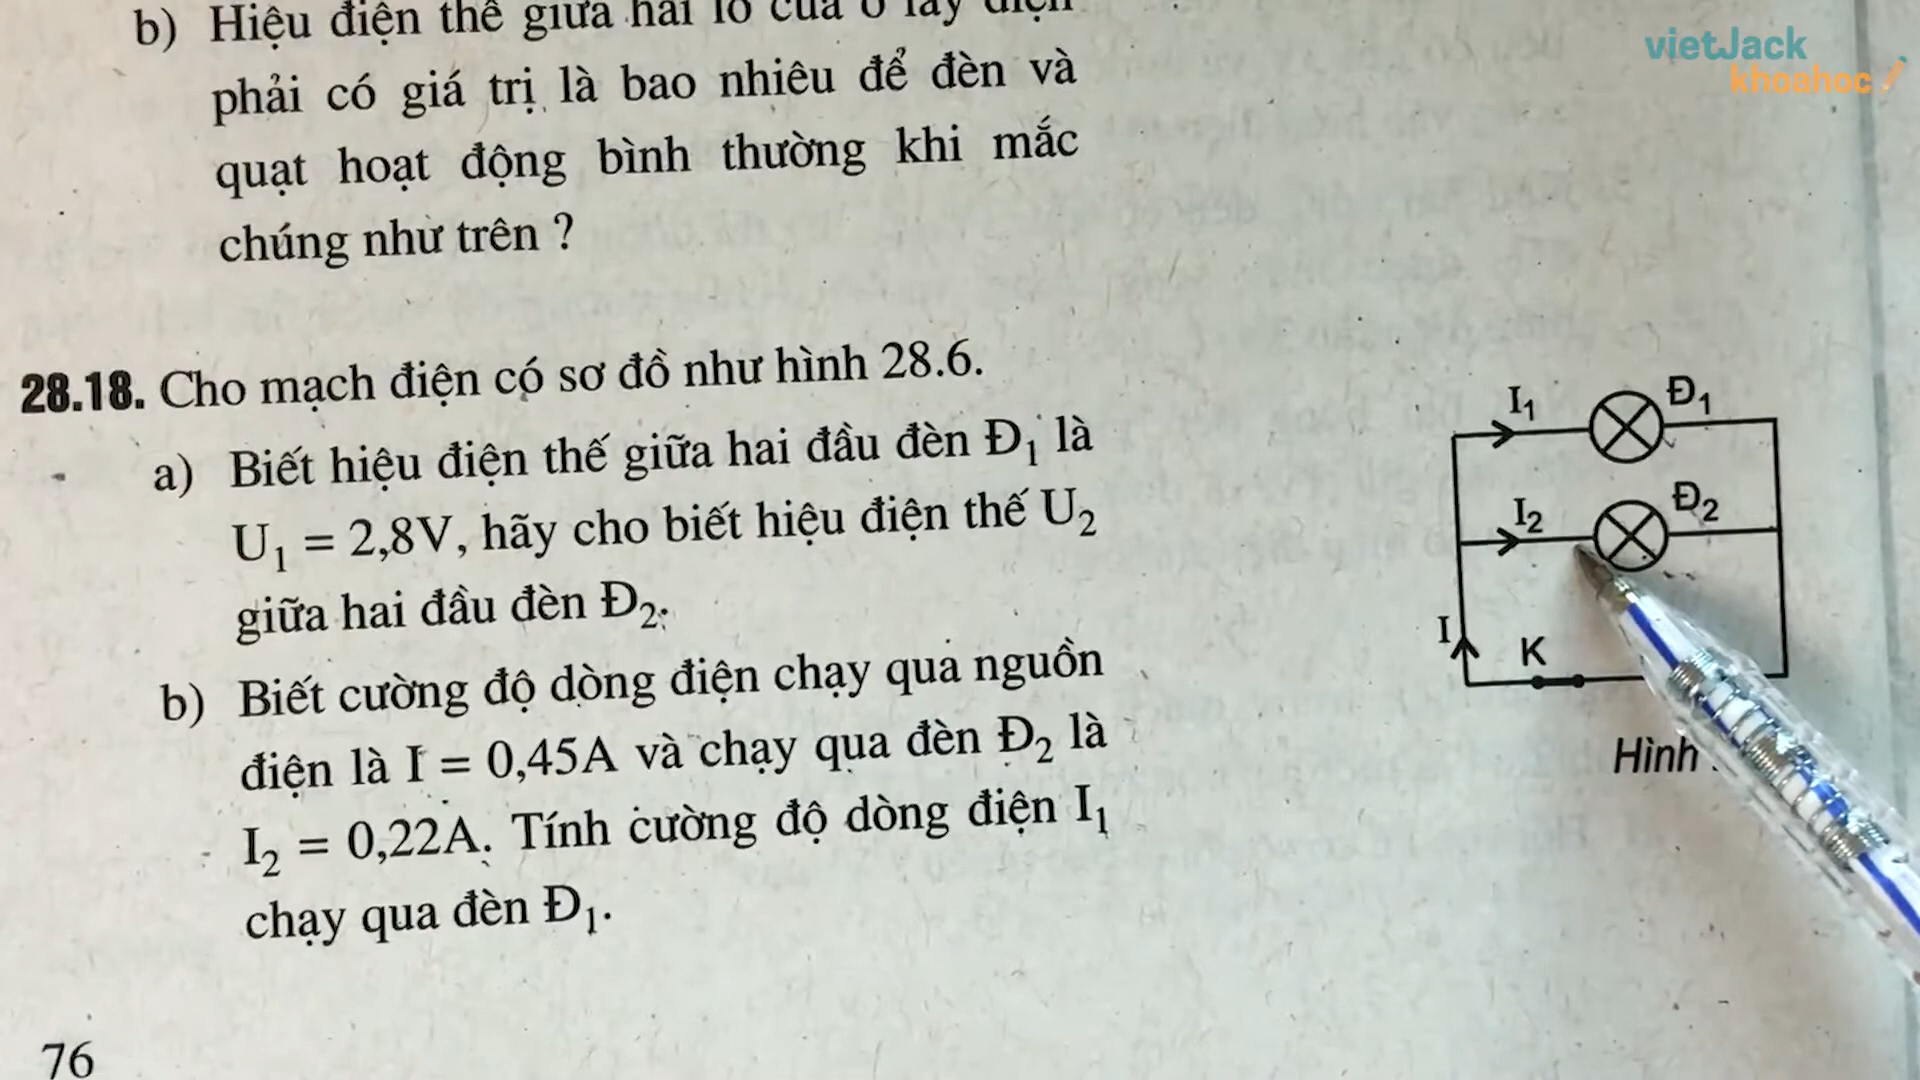 b) Hiệu điện thế giữa hai lỗ của ổ lấy điện
phải có giá trị là bao nhiêu để đèn và
quạt hoạt động bình thường khi mắc
chúng như trên ?
28.18. Cho mạch điện có sơ đồ như hình 28.6.
a) Biết hiệu điện thế giữa hai đầu đèn Đ₁ là
U₁ = 2,8V, hãy cho biết hiệu điện thế U₂
giữa hai đầu đèn Đ₂.
b) Biết cường độ dòng điện chạy qua nguồn
điện là I = 0,45A và chạy qua đèn Đ₂ là
I₂ = 0,22A. Tính cường độ dòng điện I₁
chạy qua đèn Đ₁.
76
I₁
Đ₁
I₂
Đ₂
I
K
Hình
vietJack
khoahoc